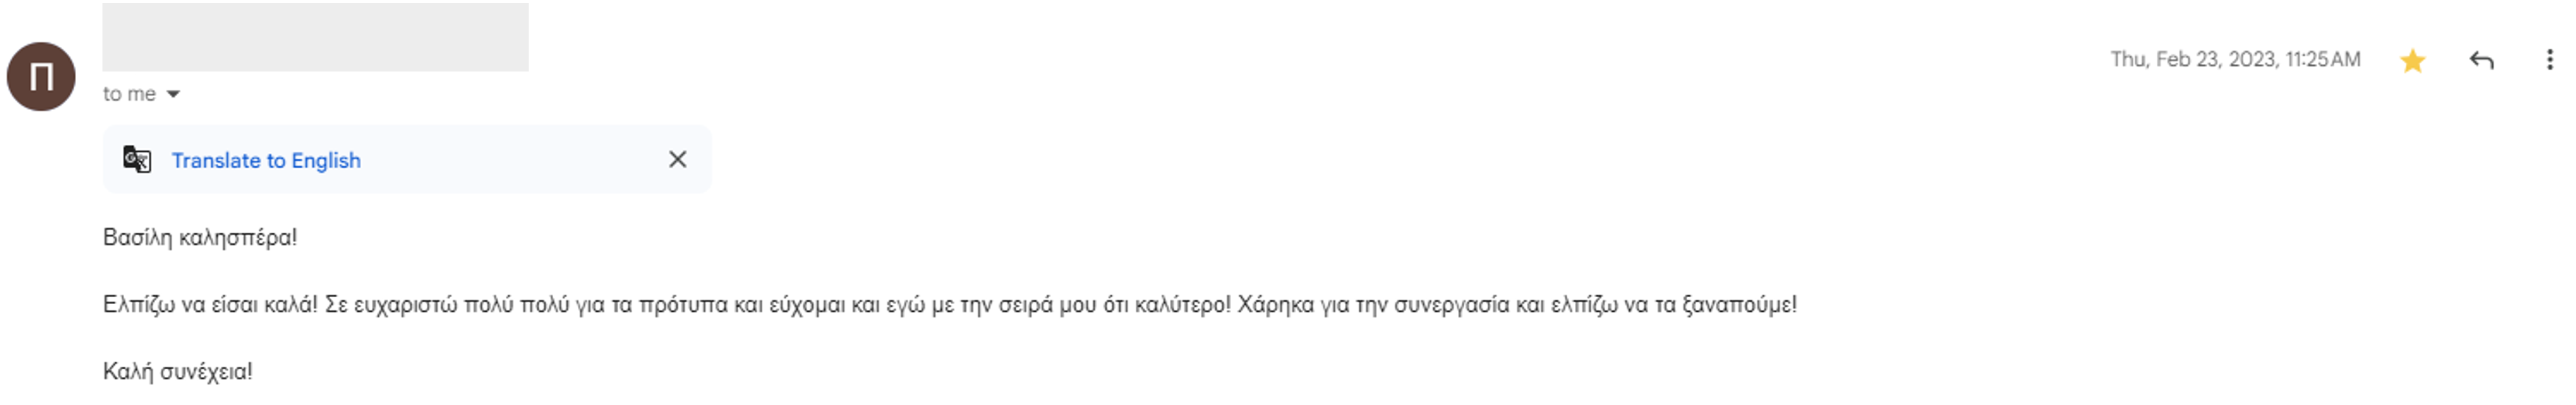 Π
Thu, Feb 23, 2023, 11:25 AM
to me
Translate to English
Βασίλη καλησπέρα!
Ελπίζω να είσαι καλά! Σε ευχαριστώ πολύ πολύ για τα πρότυπα και εύχομαι και εγώ με την σειρά μου ότι καλύτερο! Χάρηκα για την συνεργασία και ελπίζω να τα ξαναπούμε!
Καλή συνέχεια!